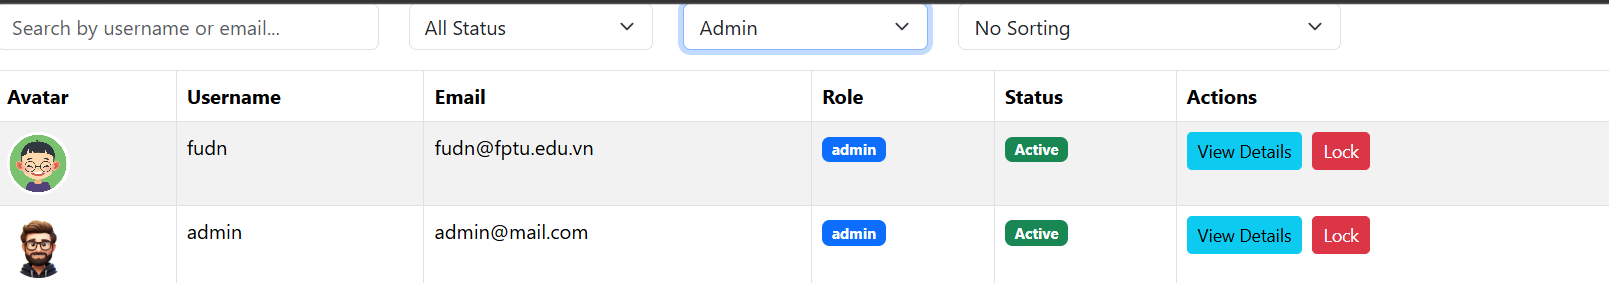 Search by username or email... All Status Admin No Sorting
Avatar Username Email Role Status Actions
fudn fudn@fptu.edu.vn admin Active View Details Lock
admin admin@mail.com admin Active View Details Lock